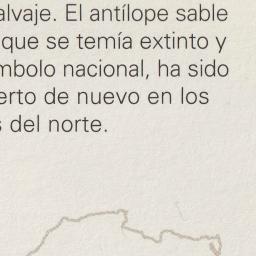 alvaje. El antílope sable
que se temía extinto y
mbolo nacional, ha sido
erto de nuevo en los
s del norte.